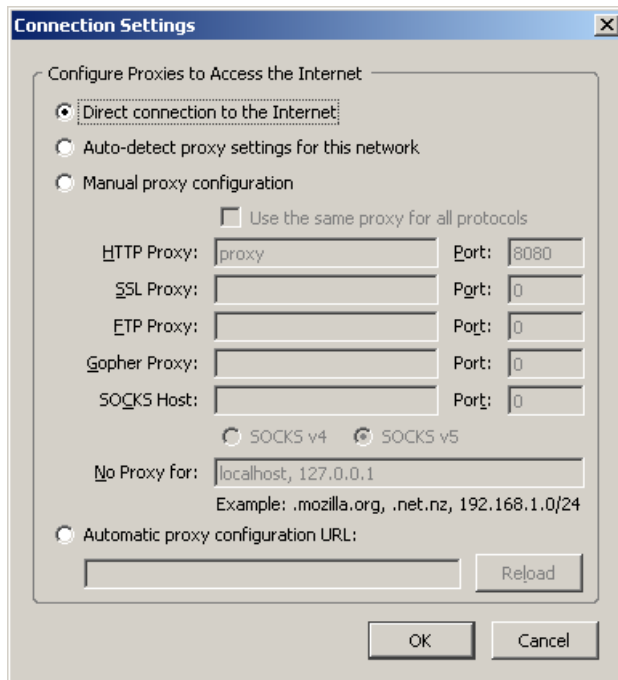 Connection Settings
Configure Proxies to Access the Internet
Direct connection to the Internet
Auto-detect proxy settings for this network
Manual proxy configuration
Use the same proxy for all protocols
HTTP Proxy: proxy Port: 8080
SSL Proxy: Port: 0
FTP Proxy: Port: 0
Gopher Proxy: Port: 0
SOCKS Host: Port: 0
SOCKS v4 SOCKS v5
No Proxy for: localhost, 127.0.0.1
Example: .mozilla.org, .net.nz, 192.168.1.0/24
Automatic proxy configuration URL:
Reload
OK Cancel